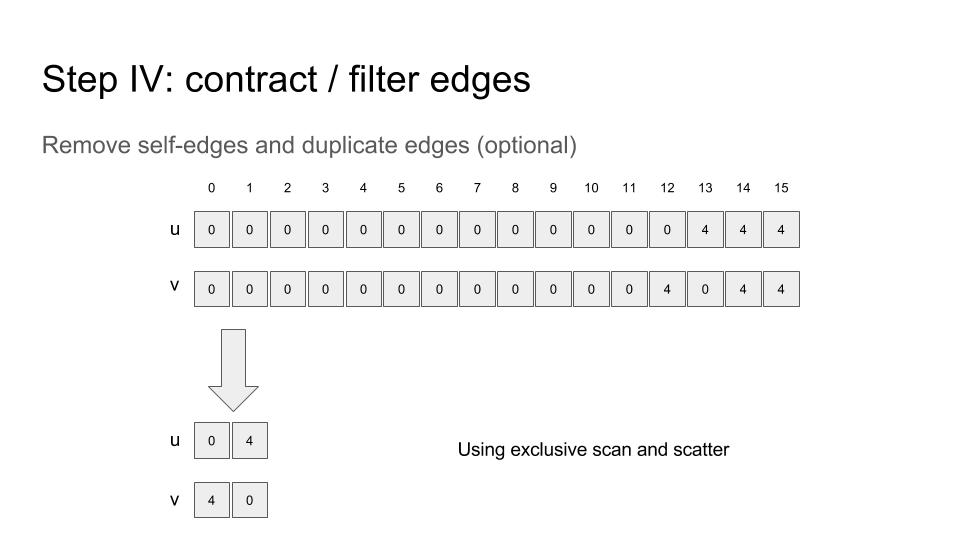 Step IV: contract / filter edges
Remove self-edges and duplicate edges (optional)
0 1 2 3 4 5 6 7 8 9 10 11 12 13 14 15
u 0 0 0 0 0 0 0 0 0 0 0 0 0 4 4 4
v 0 0 0 0 0 0 0 0 0 0 0 0 4 0 4 4
u 0 4
Using exclusive scan and scatter
v 4 0